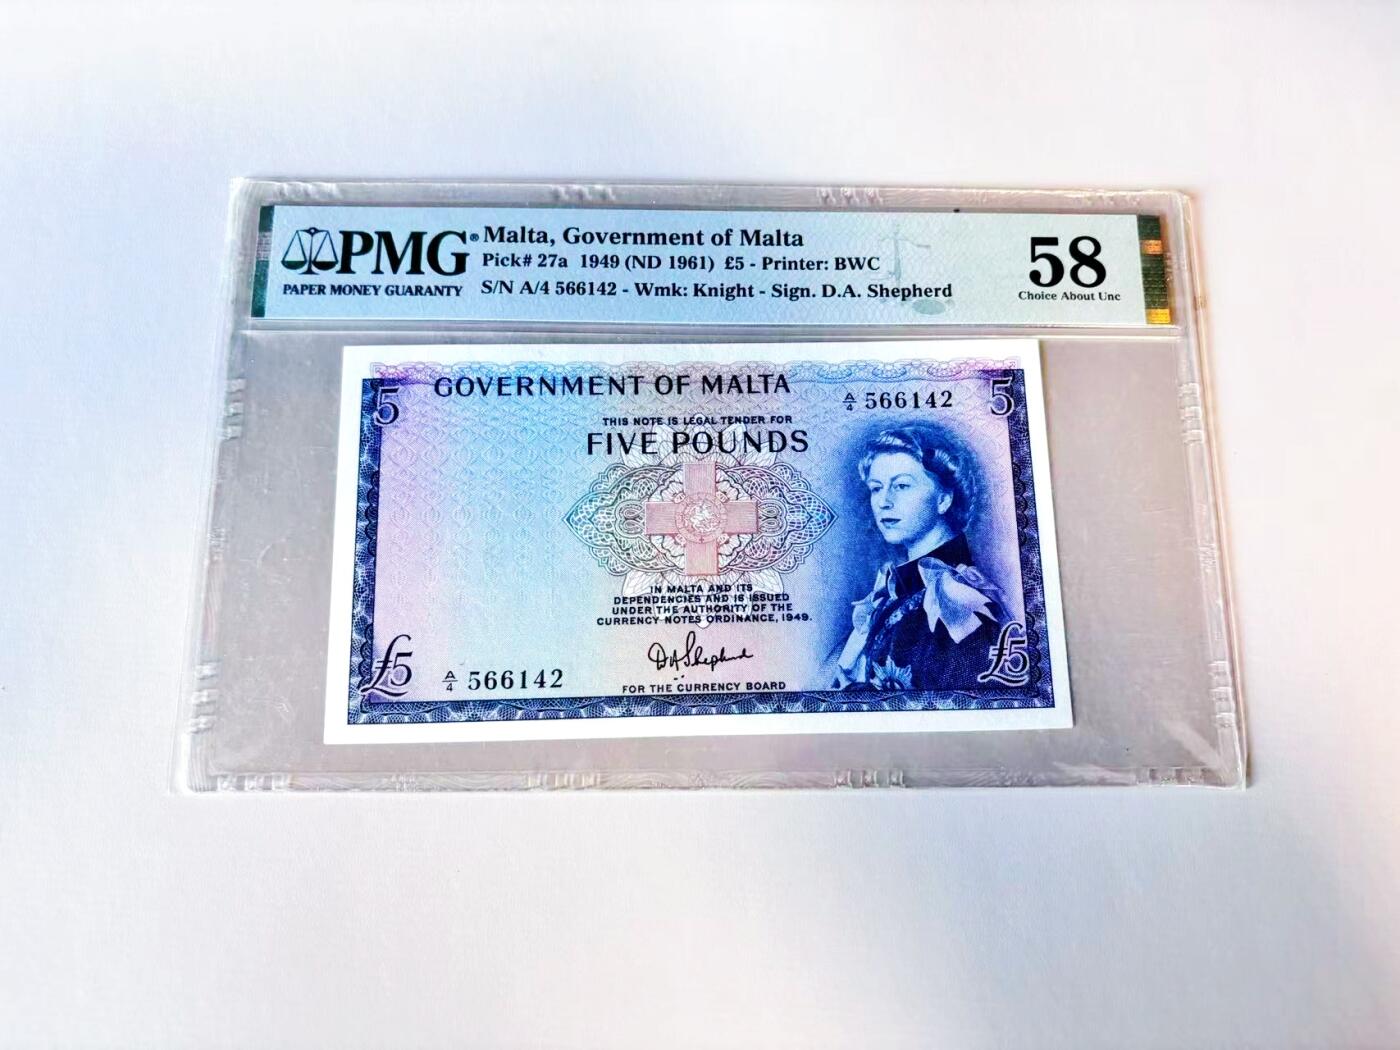 PMG®
PAPER MONEY GUARANTY
Malta, Government of Malta
Pick# 27a 1949 (ND 1961) £5 - Printer: BWC
S/N A/4 566142 - Wmk: Knight - Sign. D.A. Shepherd
58
Choice About Unc
5
GOVERNMENT OF MALTA
A/4 566142
5
THIS NOTE IS LEGAL TENDER FOR
FIVE POUNDS
IN MALTA AND ITS
DEPENDENCIES AND IS ISSUED
UNDER THE AUTHORITY OF THE
CURRENCY NOTES ORDINANCE, 1949.
£5
A/4 566142
DAShepherd
FOR THE CURRENCY BOARD
£5